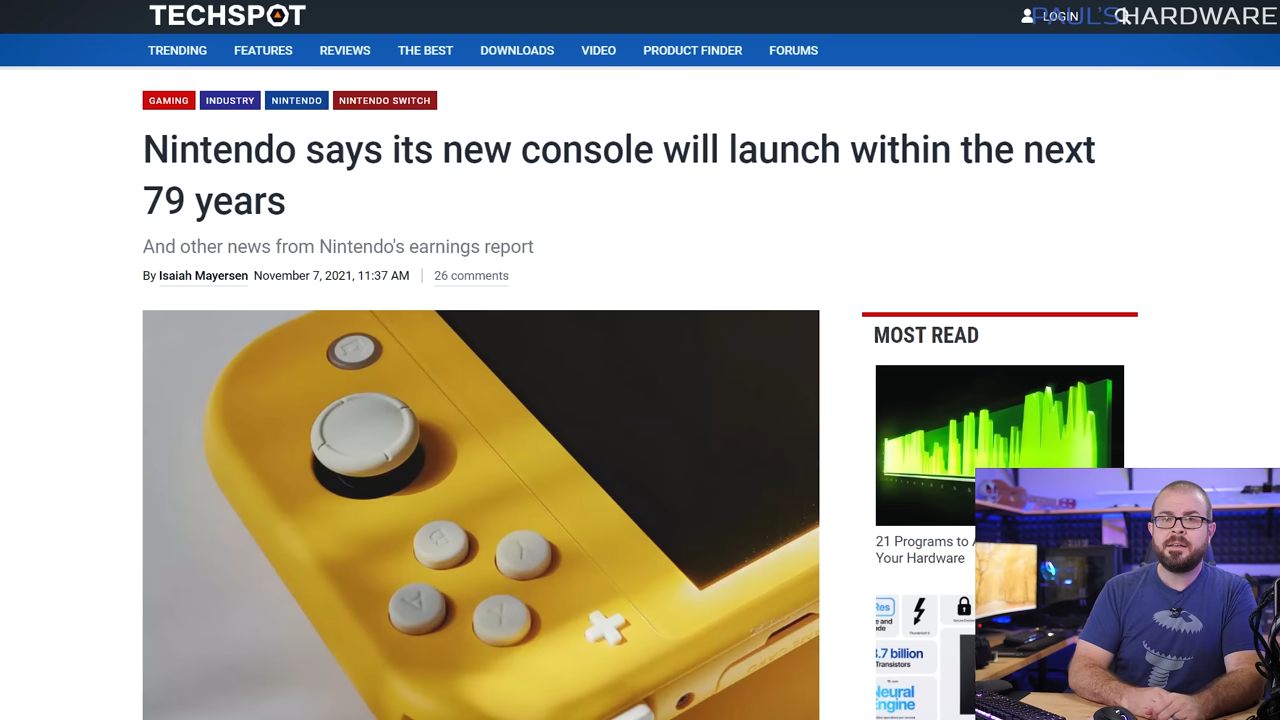 TECHSPOT
LOGIN
PAUL'S HARDWARE
TRENDING FEATURES REVIEWS THE BEST DOWNLOADS VIDEO PRODUCT FINDER FORUMS
GAMING INDUSTRY NINTENDO NINTENDO SWITCH
Nintendo says its new console will launch within the next
79 years
And other news from Nintendo's earnings report
By Isaiah Mayersen November 7, 2021, 11:37 AM 26 comments
MOST READ
21 Programs to
Your Hardware
Y
A
X
.7 billion
Transistors
Neural
Engine